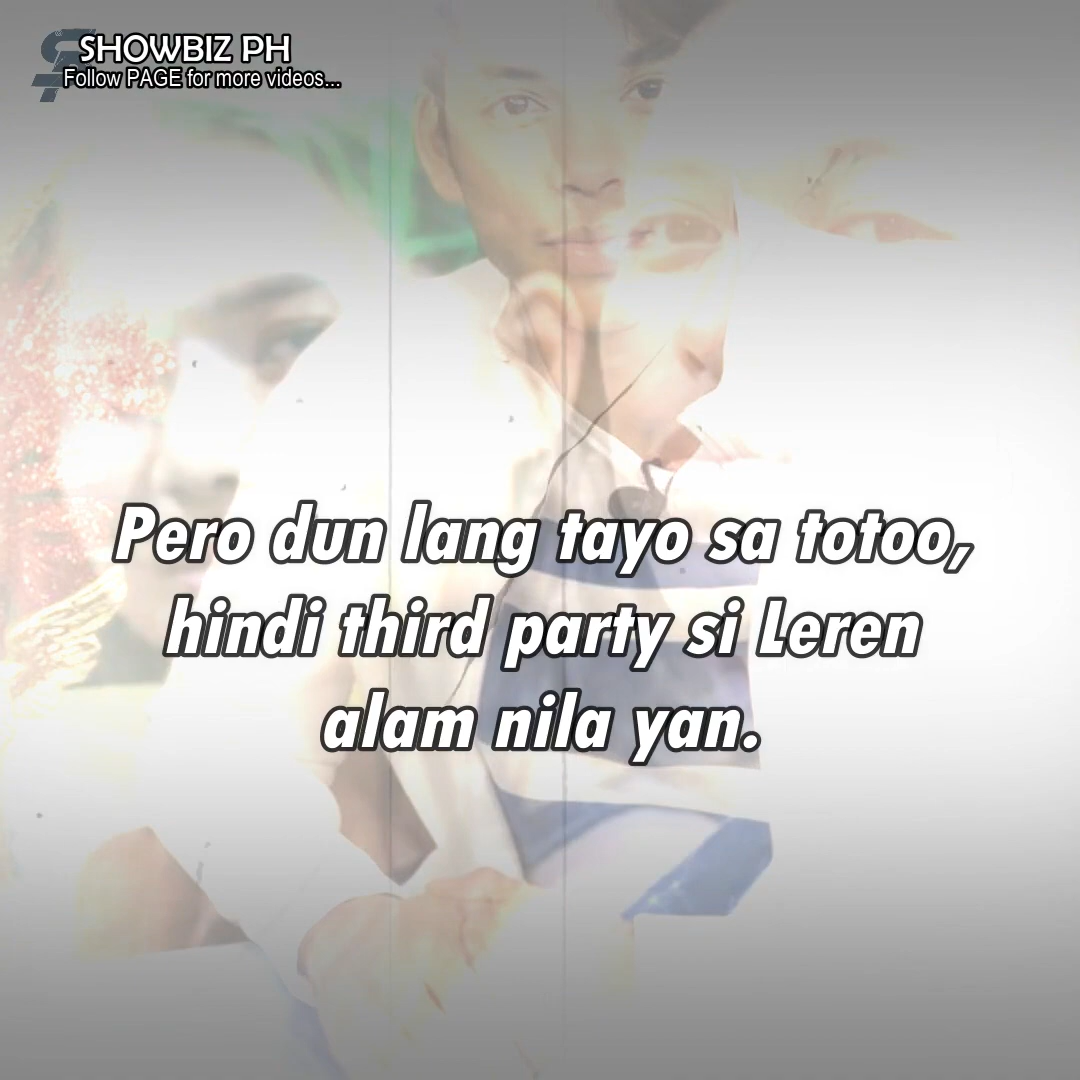 SHOWBIZ PH
Follow PAGE for more videos...
Pero dun lang tayo sa totoo,
hindi third party si Leren
alam nila yan.